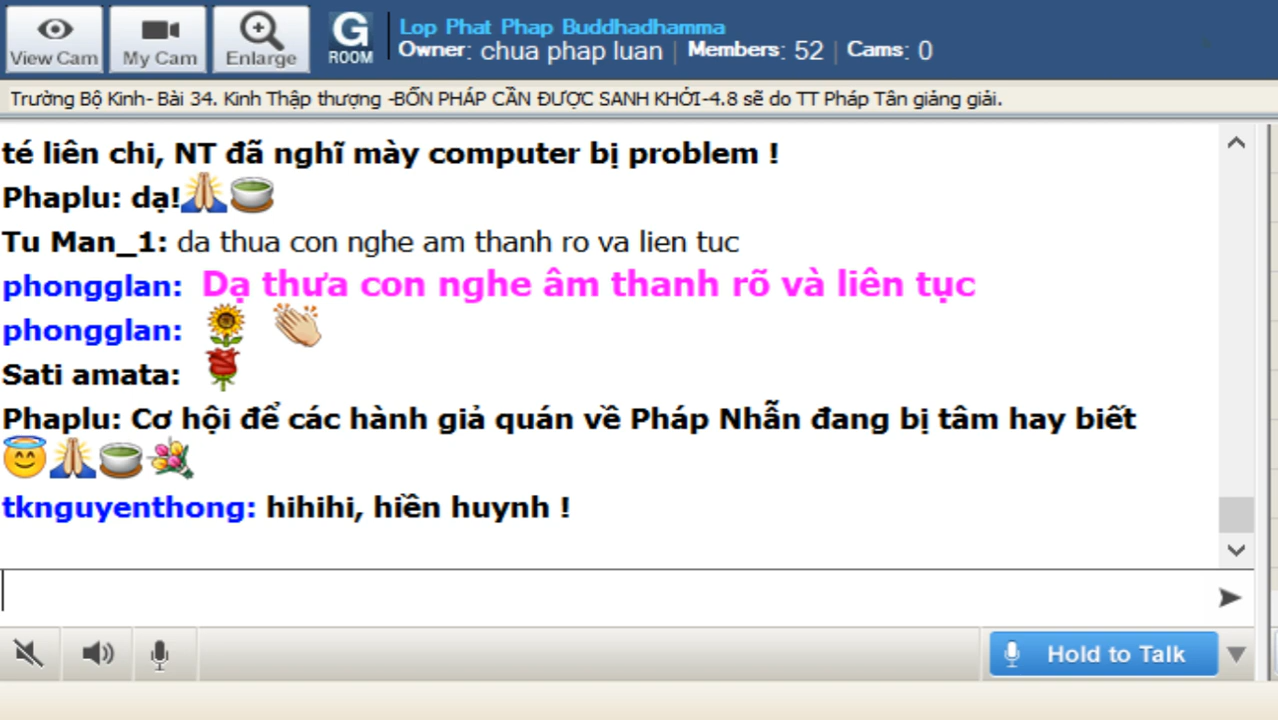 View Cam
My Cam
Enlarge
G
ROOM
Lop Phat Phap Buddhadhamma
Owner: chua phap luan | Members: 52 | Cams: 0
Trường Bộ Kinh- Bài 34. Kinh Thập thượng -BỐN PHÁP CẦN ĐƯỢC SANH KHỞI-4.8 sẽ do TT Pháp Tân giảng giải.
té liên chi, NT đã nghĩ mày computer bị problem !
Phaplu: dạ!
Tu Man_1: da thua con nghe am thanh ro va lien tuc
phongglan: Dạ thưa con nghe âm thanh rõ và liên tục
phongglan:
Sati amata:
Phaplu: Cơ hội để các hành giả quán về Pháp Nhẫn đang bị tâm hay biết
tknguyenthong: hihihi, hiền huynh !
Hold to Talk